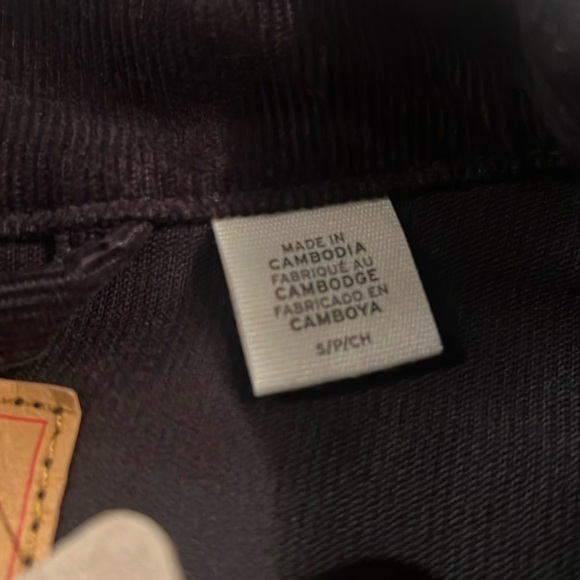 MADE IN
CAMBODIA
FABRIQUÉ AU
CAMBODGE
FABRICADO EN
CAMBOYA
S/P/CH